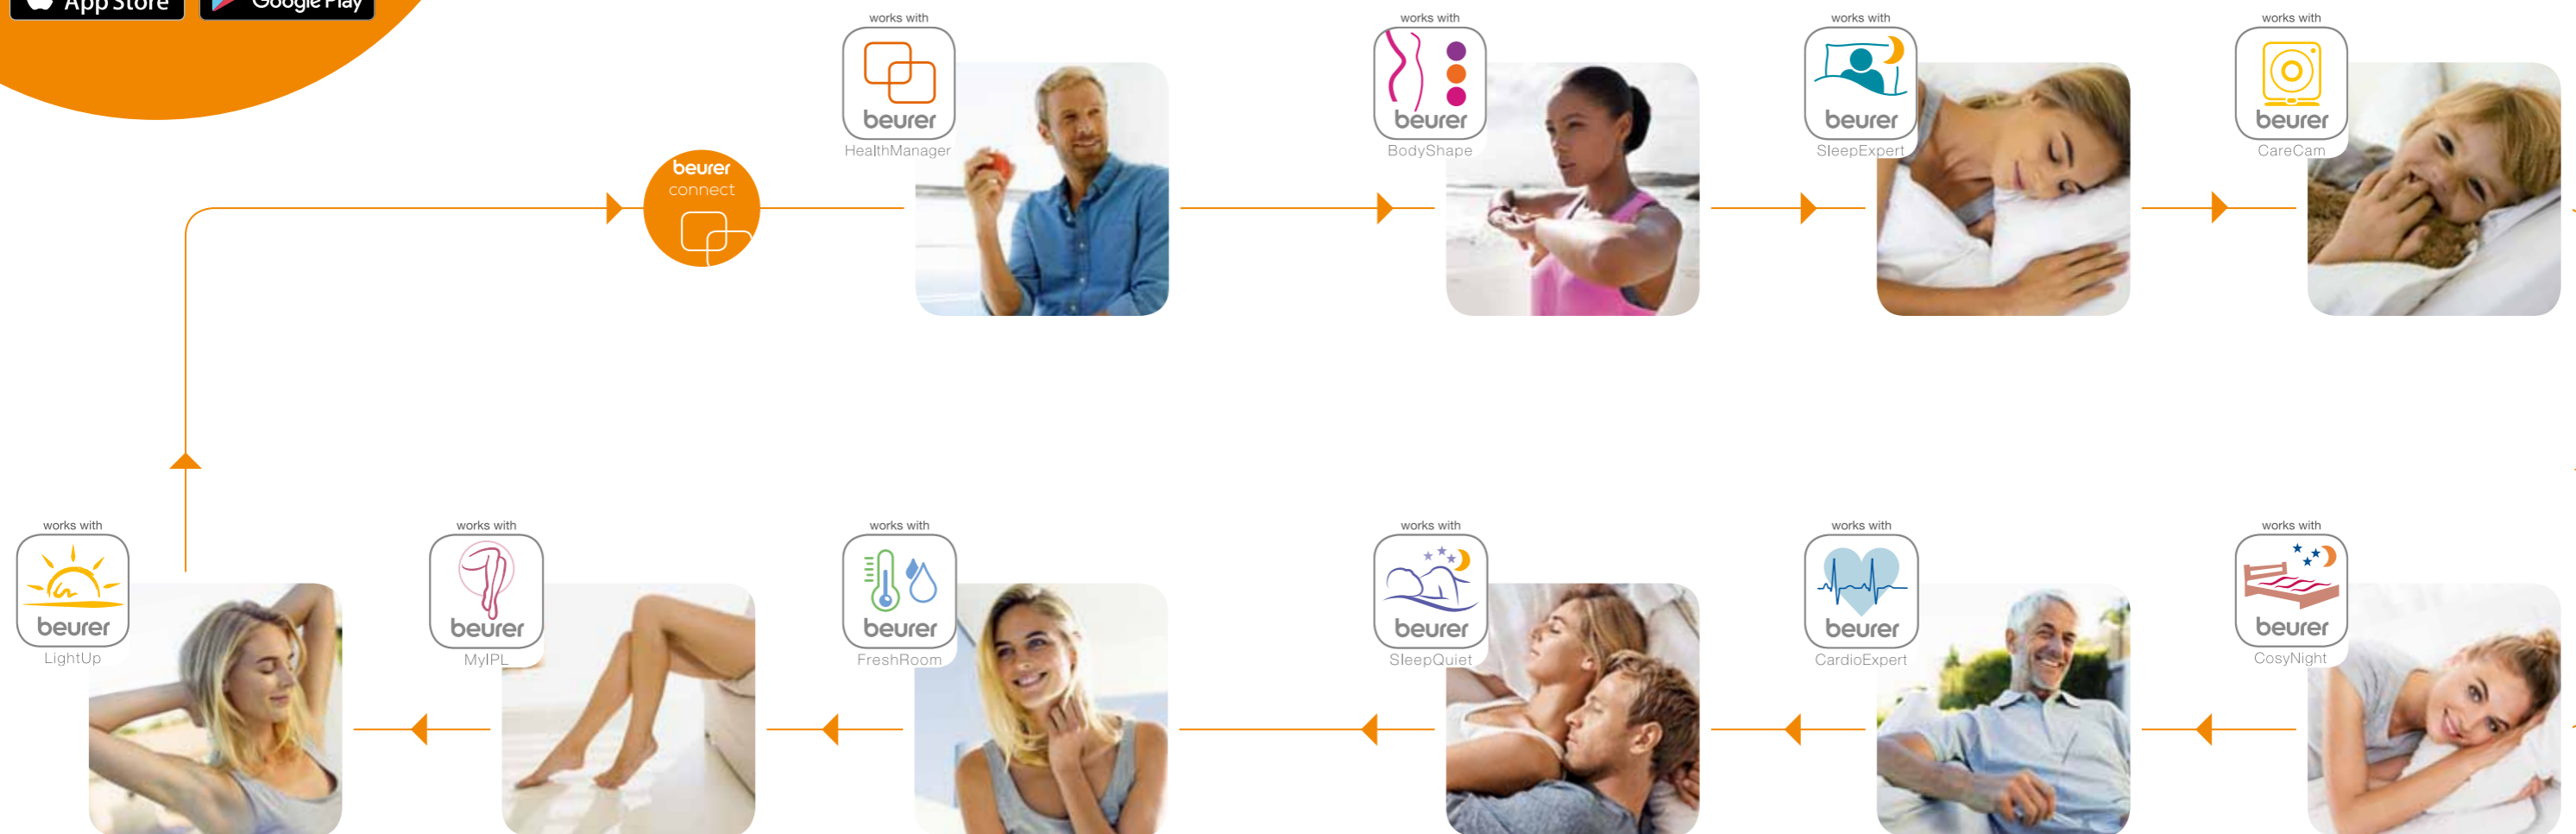 App Store
Google Play
works with
beurer
HealthManager
works with
beurer
BodyShape
works with
beurer
SleepExpert
works with
beurer
CareCam
beurer
connect
works with
beurer
LightUp
works with
beurer
MyIPL
works with
beurer
FreshRoom
works with
beurer
SleepQuiet
works with
beurer
CardioExpert
works with
beurer
CosyNight